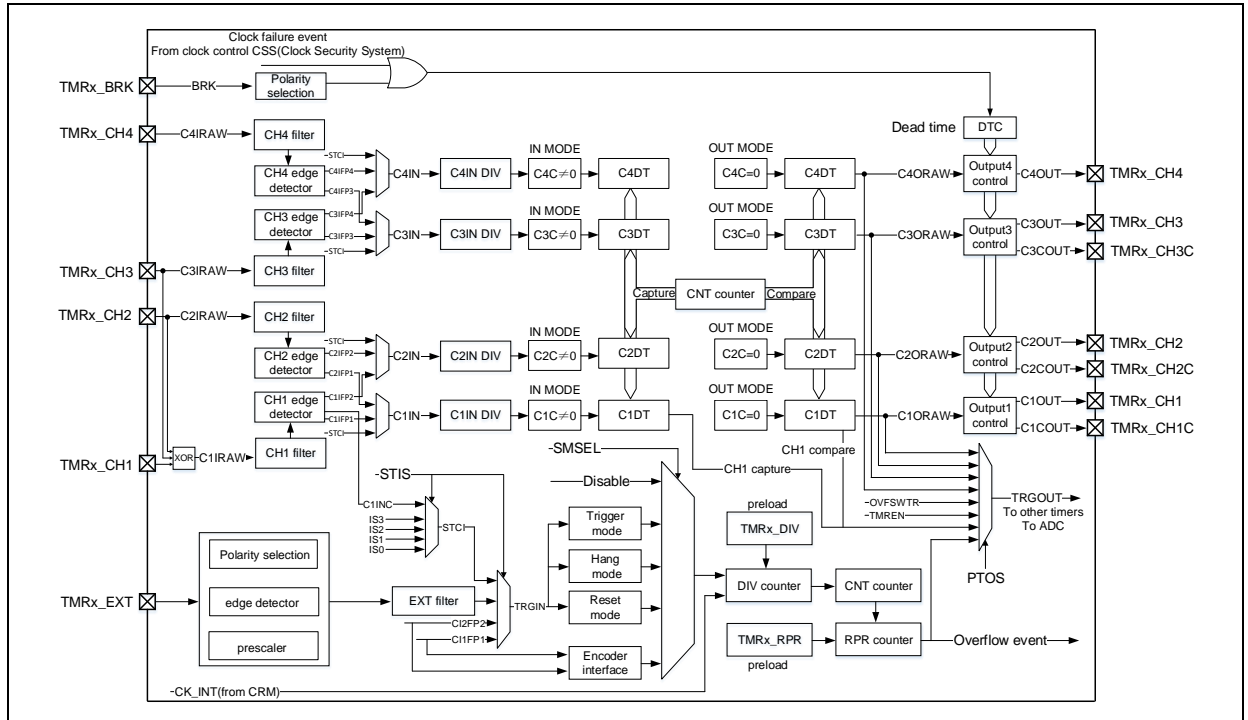 Clock failure event
From clock control CSS(Clock Security System)
TMRx_BRK
BRK
Polarity
selection
TMRx_CH4
C4IRAW
CH4 filter
CH4 edge
detector
STCI
C4IFP4
C4IFP3
C4IN
C4IN DIV
IN MODE
C4C≠0
C4DT
CH3 edge
detector
C3IFP4
C3IFP3
STCI
C3IN
C3IN DIV
IN MODE
C3C≠0
C3DT
TMRx_CH3
C3IRAW
CH3 filter
TMRx_CH2
C2IRAW
CH2 filter
CH2 edge
detector
STCI
C2IFP2
C2IFP1
C2IN
C2IN DIV
IN MODE
C2C≠0
C2DT
CH1 edge
detector
C1IFP2
C1IFP1
STCI
C1IN
C1IN DIV
IN MODE
C1C≠0
C1DT
TMRx_CH1
XOR
C1IRAW
CH1 filter
Capture
CNT counter
Compare
OUT MODE
C4C=0
C4DT
C4ORAW
OUT MODE
C3C=0
C3DT
C3ORAW
OUT MODE
C2C=0
C2DT
C2ORAW
OUT MODE
C1C=0
C1DT
C1ORAW
Dead time
DTC
Output4
control
C4OUT
TMRx_CH4
Output3
control
C3OUT
TMRx_CH3
C3COUT
TMRx_CH3C
Output2
control
C2OUT
TMRx_CH2
C2COUT
TMRx_CH2C
Output1
control
C1OUT
TMRx_CH1
C1COUT
TMRx_CH1C
CH1 capture
CH1 compare
OVFSWTR
TMREN
TRGOUT
To other timers
To ADC
PTOS
STIS
C1INC
IS3
IS2
IS1
IS0
STCI
SMSEL
Disable
Trigger
mode
Hang
mode
Reset
mode
Encoder
interface
TMRx_EXT
Polarity selection
edge detector
prescaler
EXT filter
CI2FP2
CI1FP1
TRGIN
preload
TMRx_DIV
DIV counter
CNT counter
TMRx_RPR
preload
RPR counter
Overflow event
CK_INT(from CRM)